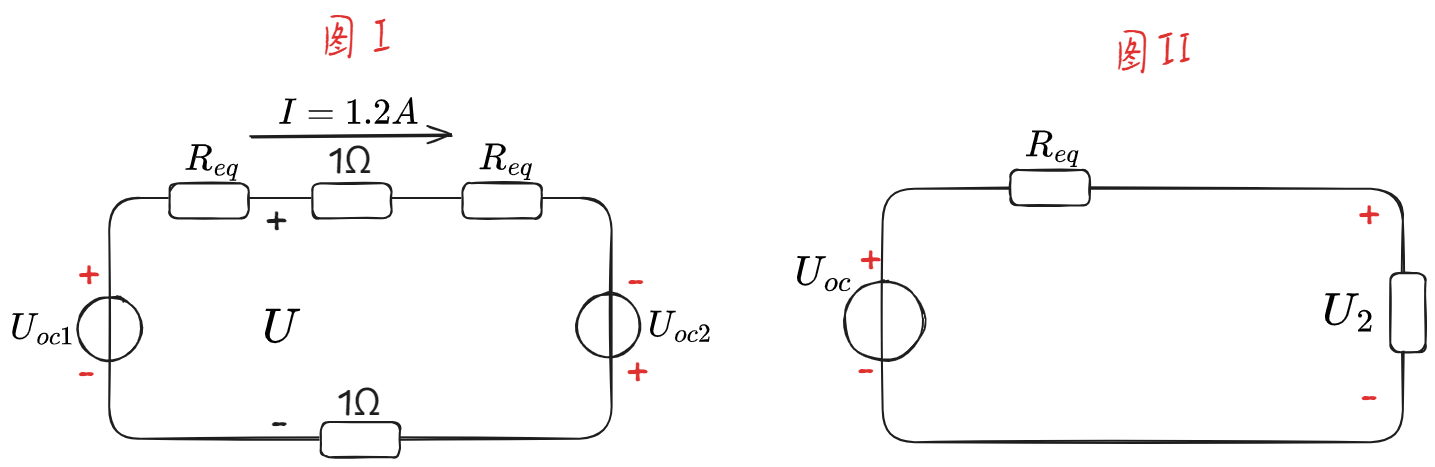 图 I
I = 1.2A
R_{eq}
1Ω
R_{eq}
+
+
-
U_{oc1}
U
U_{oc2}
-
+
1Ω
-
图 II
R_{eq}
+
+
U_{oc}
U_2
-
-